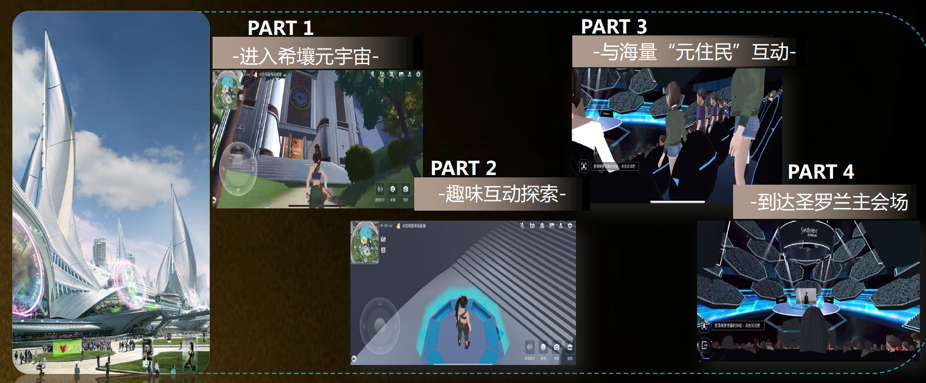 PART 1
-进入希壤元宇宙-
PART 2
-趣味互动探索-
PART 3
-与海量“元住民”互动-
PART 4
-到达圣罗兰主会场